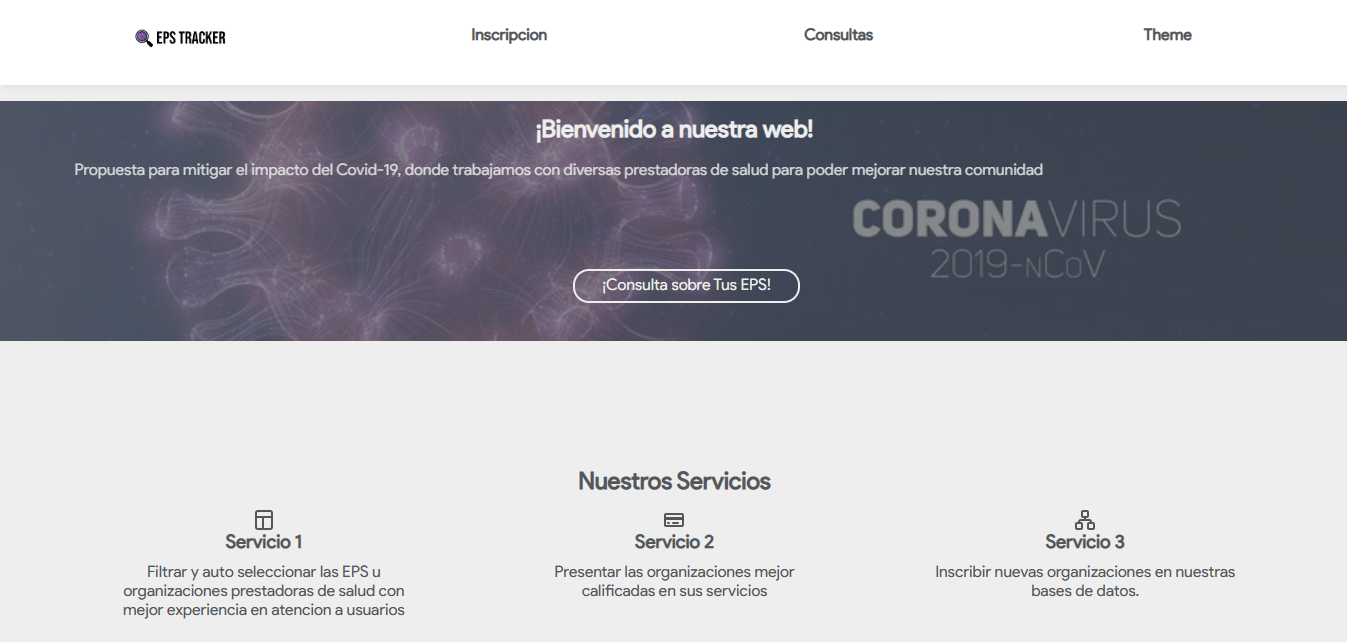 EPS TRACKER
Inscripcion
Consultas
Theme
¡Bienvenido a nuestra web!
Propuesta para mitigar el impacto del Covid-19, donde trabajamos con diversas prestadoras de salud para poder mejorar nuestra comunidad
CORONAVIRUS
2019-NCOV
¡Consulta sobre Tus EPS!
Nuestros Servicios
Servicio 1
Filtrar y auto seleccionar las EPS u
organizaciones prestadoras de salud con
mejor experiencia en atencion a usuarios
Servicio 2
Presentar las organizaciones mejor
calificadas en sus servicios
Servicio 3
Inscribir nuevas organizaciones en nuestras
bases de datos.